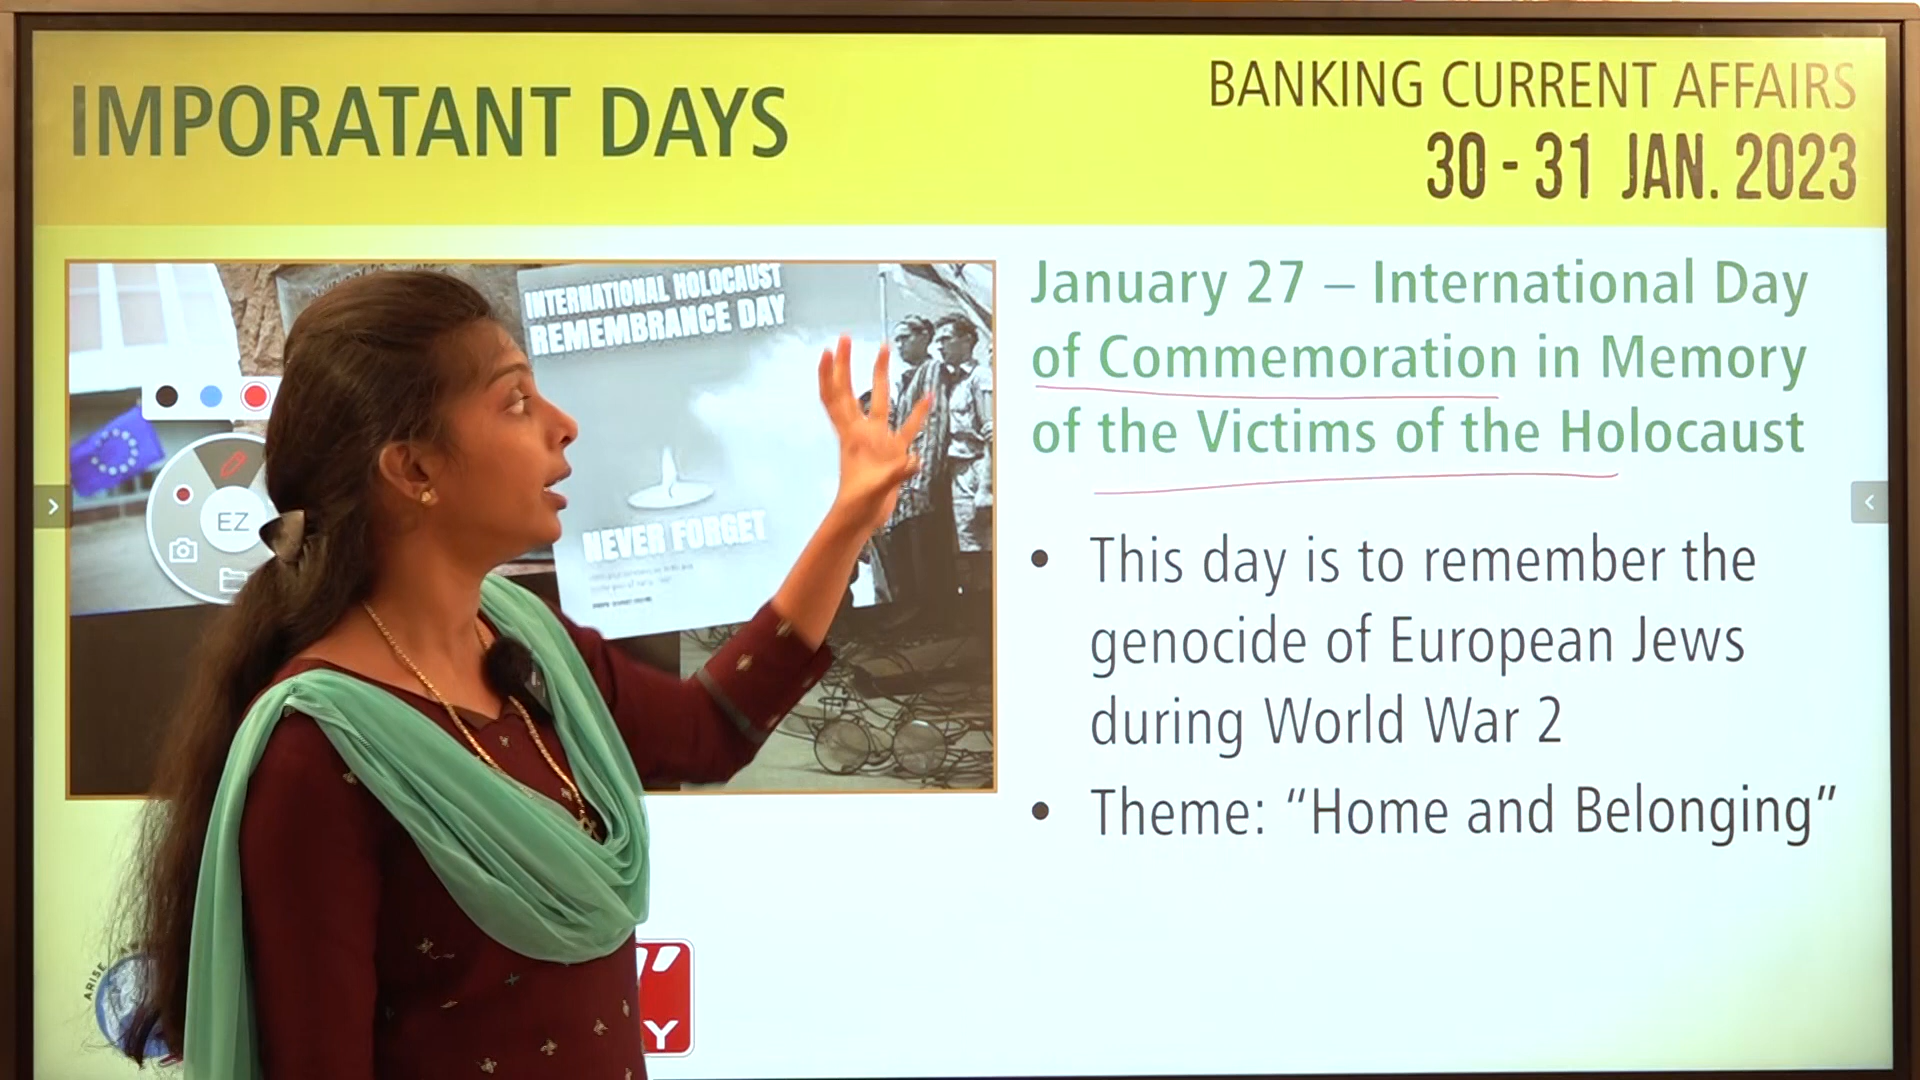 IMPORATANT DAYS
BANKING CURRENT AFFAIRS
30 - 31 JAN. 2023
INTERNATIONAL HOLOCAUST
REMEMBRANCE DAY
NEVER FORGET
EZ
January 27 – International Day
of Commemoration in Memory
of the Victims of the Holocaust
• This day is to remember the
genocide of European Jews
during World War 2
• Theme: “Home and Belonging”
ARISE
Y